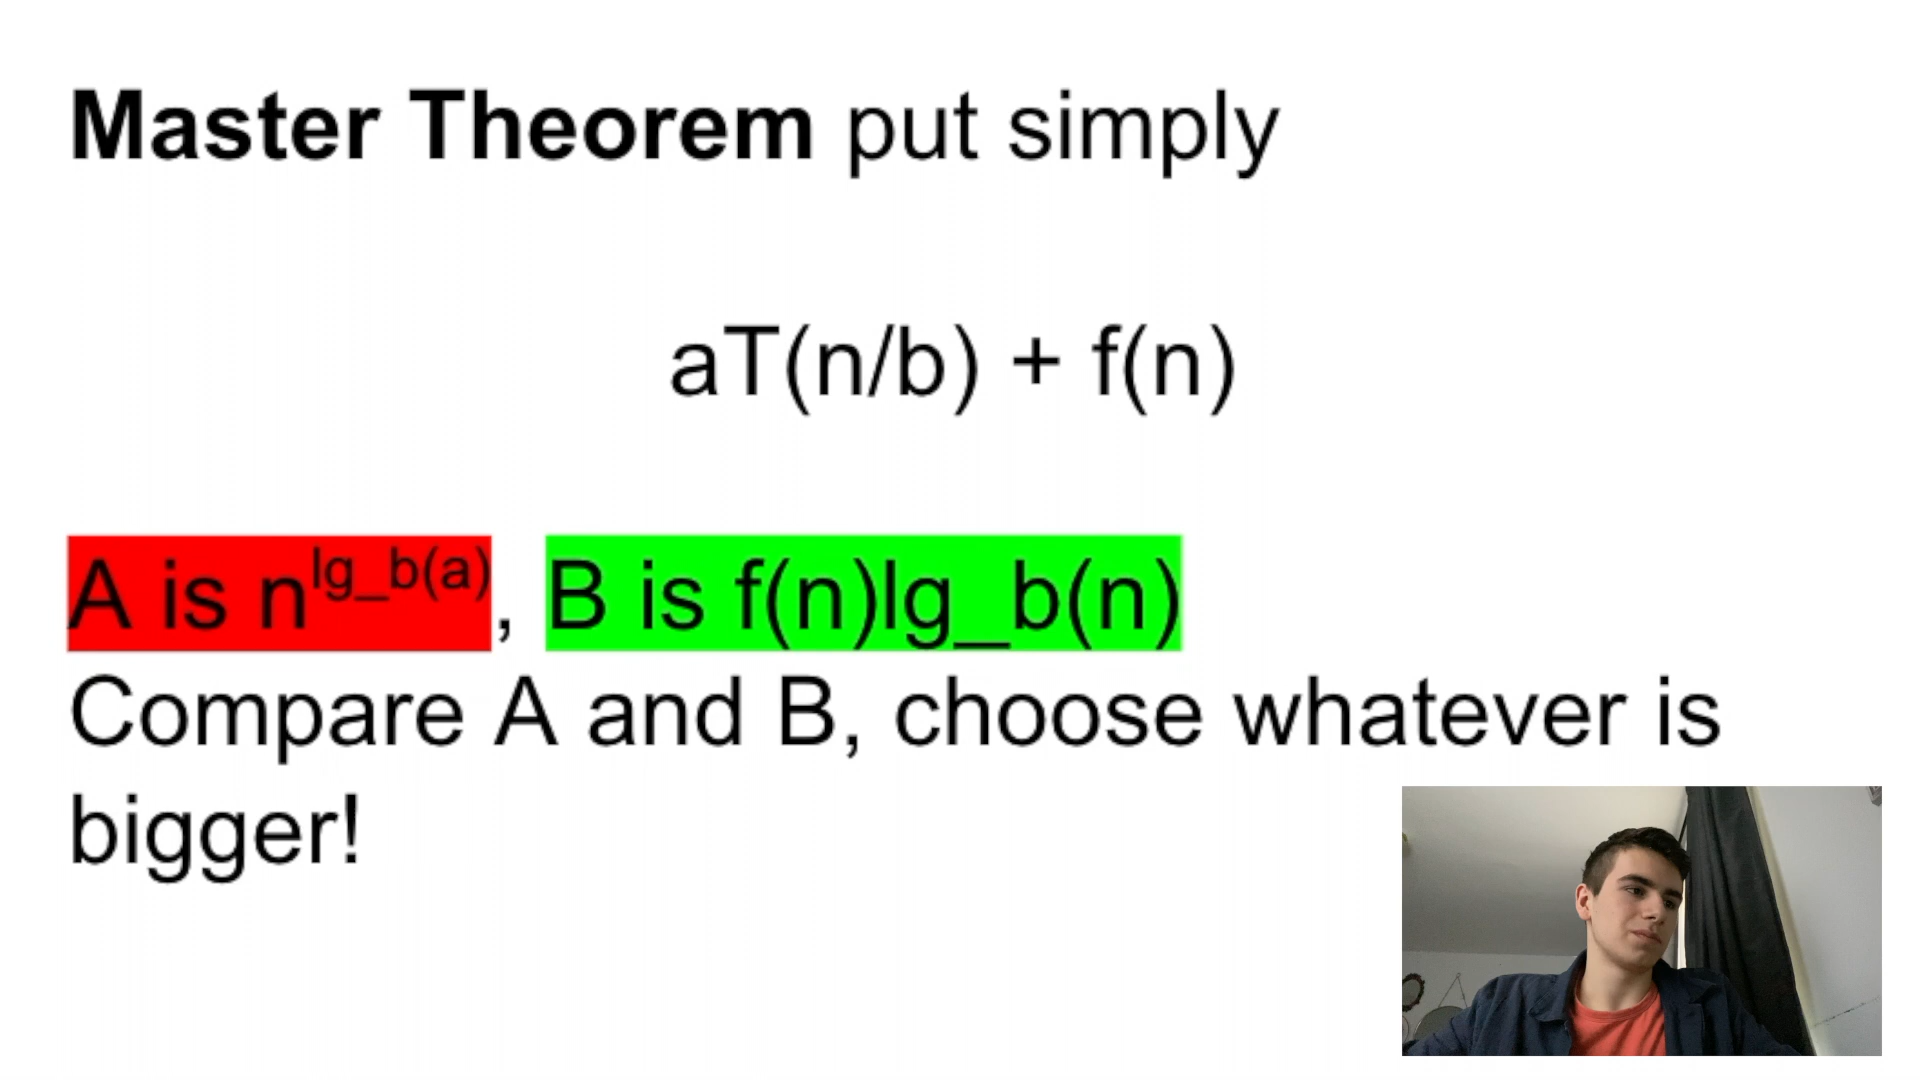 Master Theorem put simply
aT(n/b) + f(n)
A is n^lg_b(a), B is f(n)lg_b(n)
Compare A and B, choose whatever is
bigger!